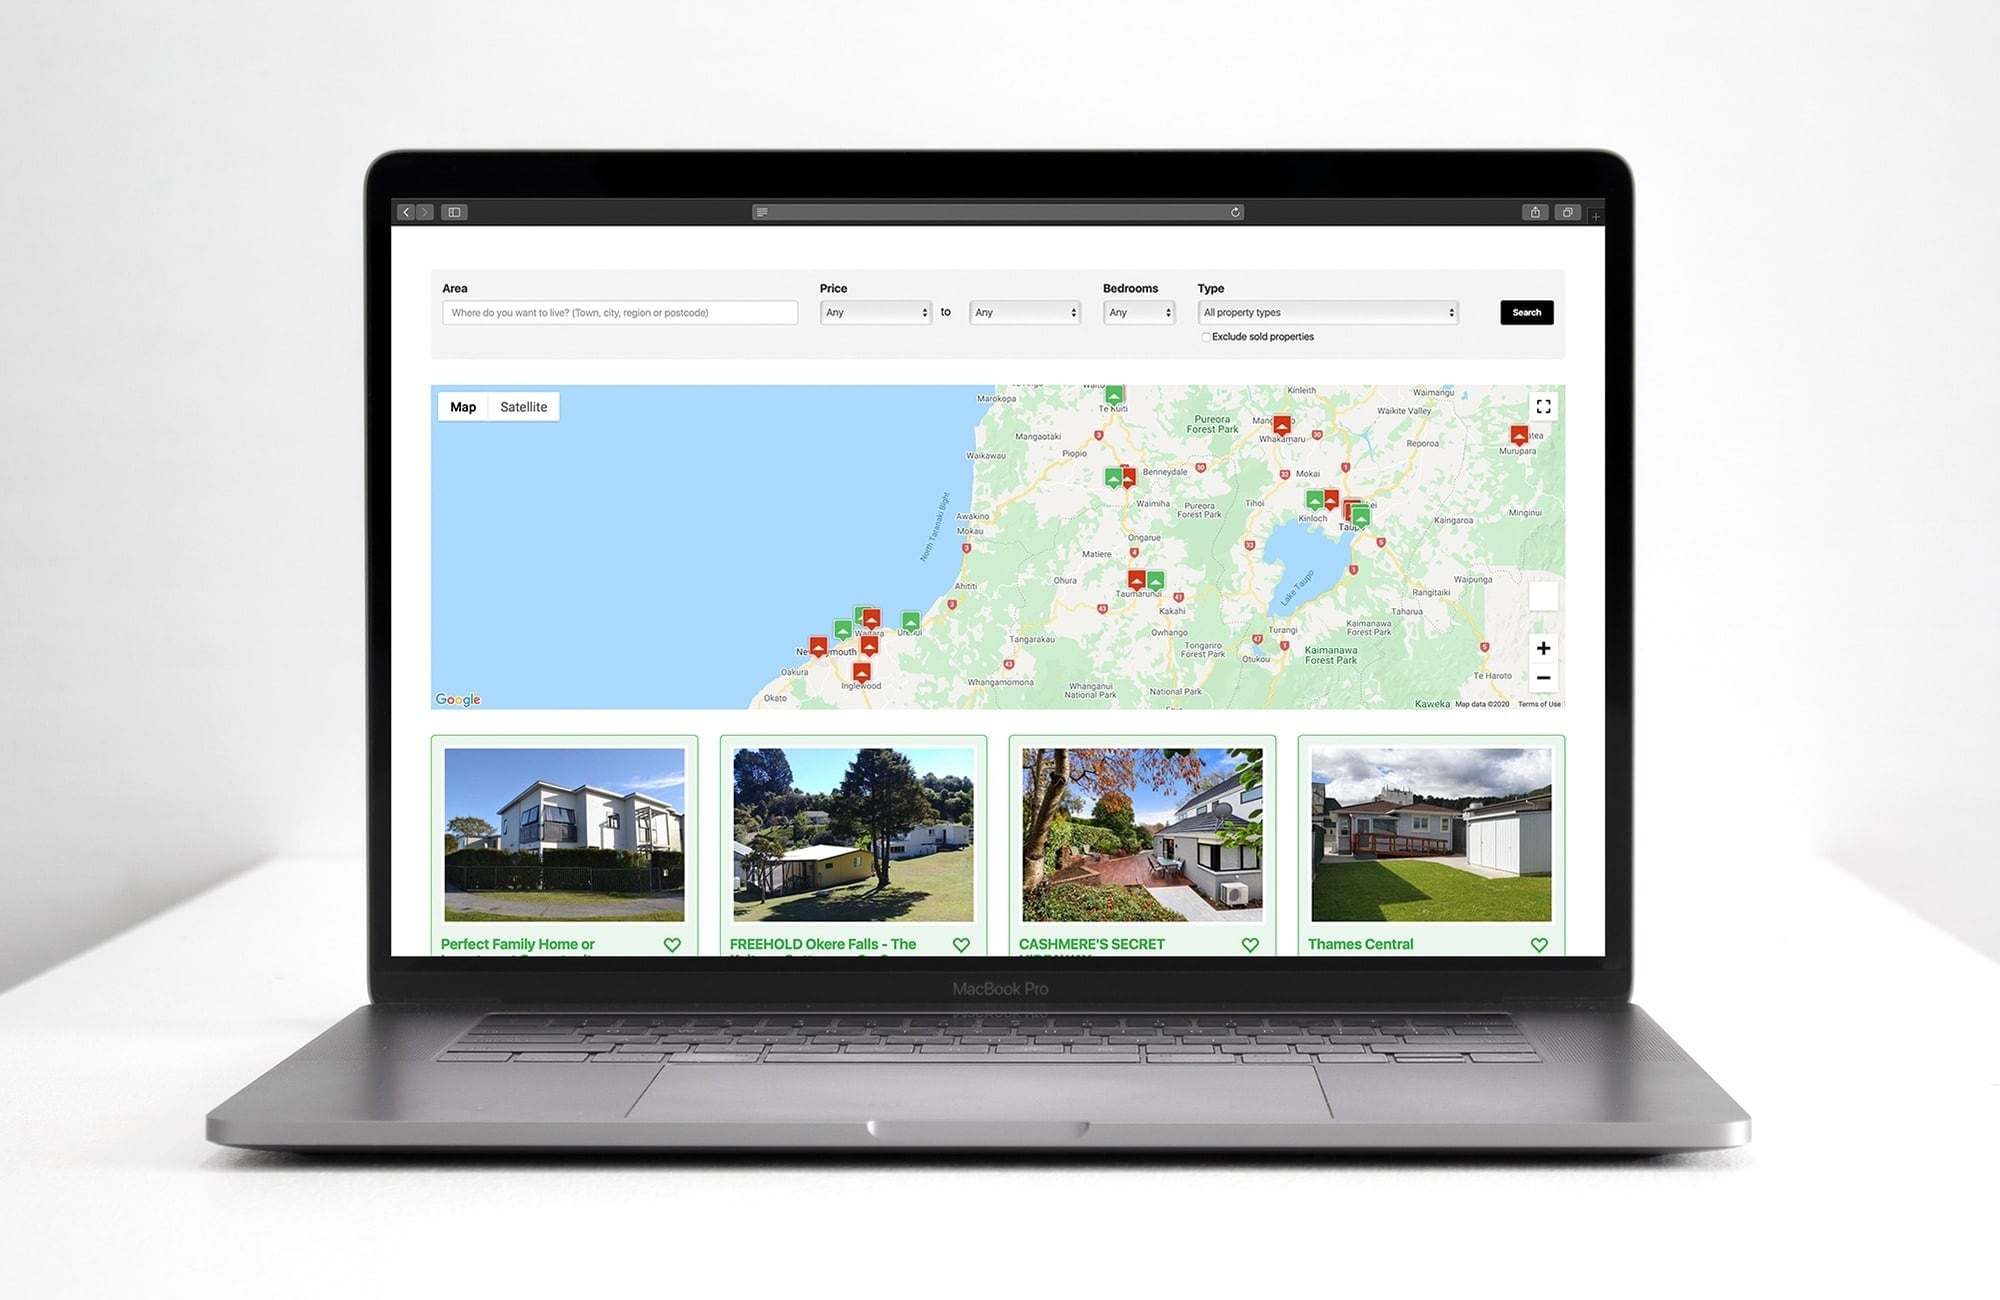 Area
Price
Bedrooms
Type
Where do you want to live? (Town, city, region or postcode)
Any
to
Any
Any
All property types
Search
Exclude sold properties
Map
Satellite
Te Kuiti
Kinleith
Waimangu
Marokopa
Waikite Valley
Pureora
Forest Park
Mangaotaki
Whakamaru
Reporoa
Murupara
Waikawau
Piopio
Benneydale
Mokai
Waimiha
Pureora
Forest Park
Tihoi
Kinloch
Minginui
Kaingaroa
Awakino
Mokau
North Taranaki Bight
Ongarue
Matiere
Ohura
Ahititi
Taumarunui
Lake Taupo
Waipunga
Rangitaiki
Taharua
Kakahi
Kaimanawa
Forest Park
Turangi
Owhango
Waitara
Tangarakau
Tongariro
Forest Park
Otukou
Kaimanawa
Forest Park
Oakura
Inglewood
Whangamomona
Whanganui
National Park
National Park
Te Haroto
Okato
Google
Kaweka
Map data ©2020
Terms of Use
Perfect Family Home or
FREEHOLD Okere Falls - The
CASHMERE'S SECRET
Thames Central
MacBook Pro